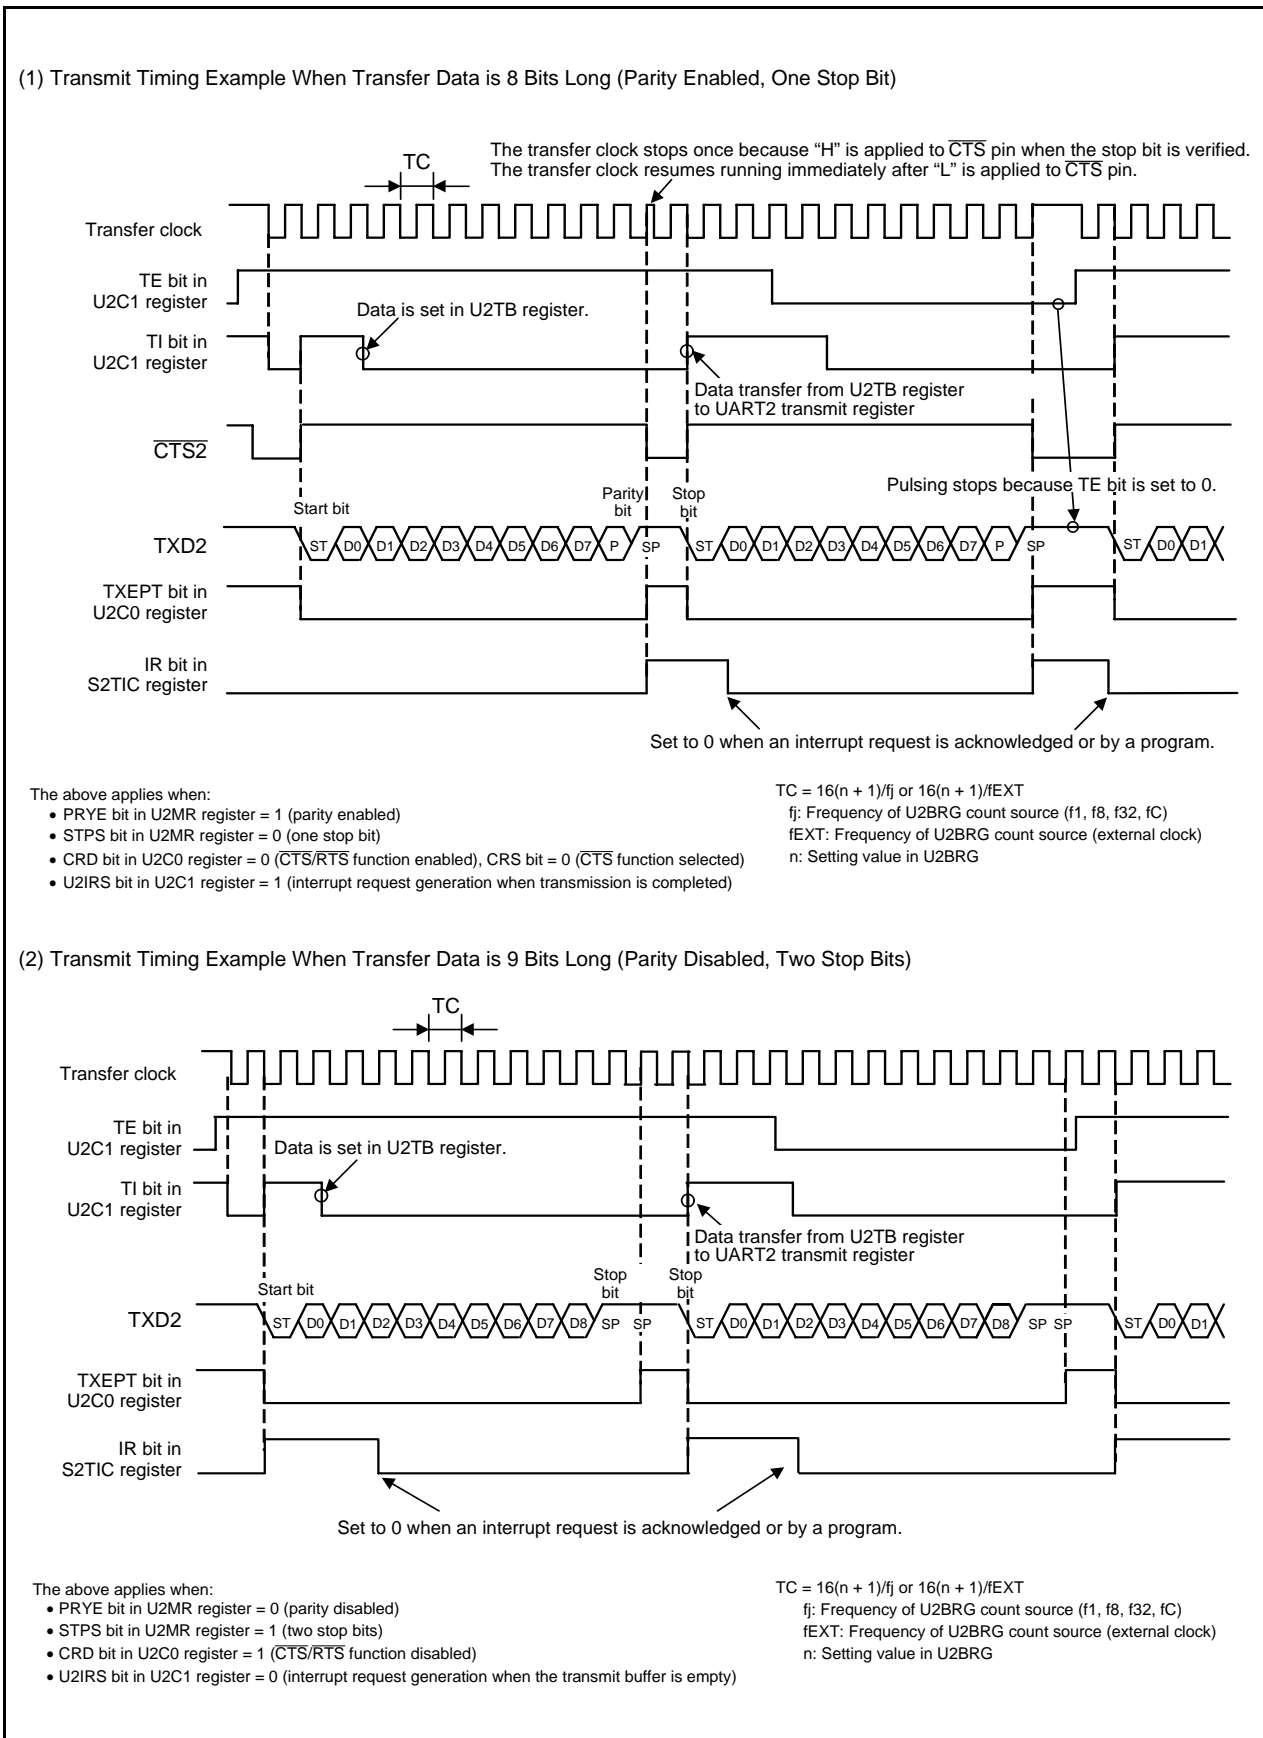 (1) Transmit Timing Example When Transfer Data is 8 Bits Long (Parity Enabled, One Stop Bit)
The transfer clock stops once because “H” is applied to CTS pin when the stop bit is verified.
The transfer clock resumes running immediately after “L” is applied to CTS pin.
TC
Transfer clock
TE bit in
U2C1 register
Data is set in U2TB register.
TI bit in
U2C1 register
Data transfer from U2TB register
to UART2 transmit register
CTS2
Pulsing stops because TE bit is set to 0.
Start bit
Parity
bit
Stop
bit
TXD2
ST D0 D1 D2 D3 D4 D5 D6 D7 P SP ST D0 D1 D2 D3 D4 D5 D6 D7 P SP ST D0 D1
TXEPT bit in
U2C0 register
IR bit in
S2TIC register
Set to 0 when an interrupt request is acknowledged or by a program.
The above applies when:
• PRYE bit in U2MR register = 1 (parity enabled)
• STPS bit in U2MR register = 0 (one stop bit)
• CRD bit in U2C0 register = 0 (CTS/RTS function enabled), CRS bit = 0 (CTS function selected)
• U2IRS bit in U2C1 register = 1 (interrupt request generation when transmission is completed)
TC = 16(n + 1)/fj or 16(n + 1)/fEXT
fj: Frequency of U2BRG count source (f1, f8, f32, fC)
fEXT: Frequency of U2BRG count source (external clock)
n: Setting value in U2BRG
(2) Transmit Timing Example When Transfer Data is 9 Bits Long (Parity Disabled, Two Stop Bits)
TC
Transfer clock
TE bit in
U2C1 register
Data is set in U2TB register.
TI bit in
U2C1 register
Data transfer from U2TB register
to UART2 transmit register
Start bit
Stop
bit
Stop
bit
TXD2
ST D0 D1 D2 D3 D4 D5 D6 D7 D8 SP SP ST D0 D1 D2 D3 D4 D5 D6 D7 D8 SP SP ST D0 D1
TXEPT bit in
U2C0 register
IR bit in
S2TIC register
Set to 0 when an interrupt request is acknowledged or by a program.
The above applies when:
• PRYE bit in U2MR register = 0 (parity disabled)
• STPS bit in U2MR register = 1 (two stop bits)
• CRD bit in U2C0 register = 1 (CTS/RTS function disabled)
• U2IRS bit in U2C1 register = 0 (interrupt request generation when the transmit buffer is empty)
TC = 16(n + 1)/fj or 16(n + 1)/fEXT
fj: Frequency of U2BRG count source (f1, f8, f32, fC)
fEXT: Frequency of U2BRG count source (external clock)
n: Setting value in U2BRG